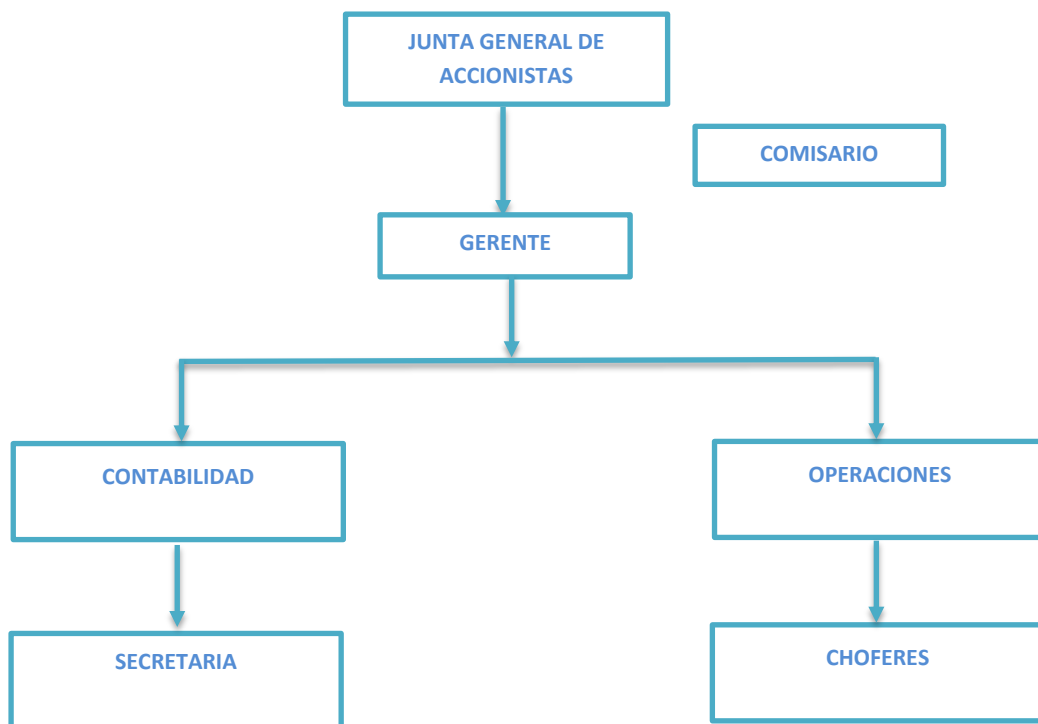 JUNTA GENERAL DE
ACCIONISTAS
COMISARIO
GERENTE
CONTABILIDAD
OPERACIONES
SECRETARIA
CHOFERES